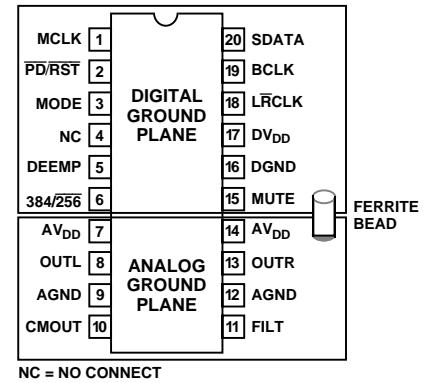 MCLK 1
PD/RST 2
MODE 3
NC 4
DEEMP 5
384/256 6
AVDD 7
OUTL 8
AGND 9
CMOUT 10
DIGITAL
GROUND
PLANE
ANALOG
GROUND
PLANE
20 SDATA
19 BCLK
18 LRCLK
17 DVDD
16 DGND
15 MUTE
14 AVDD
13 OUTR
12 AGND
11 FILT
FERRITE
BEAD
NC = NO CONNECT